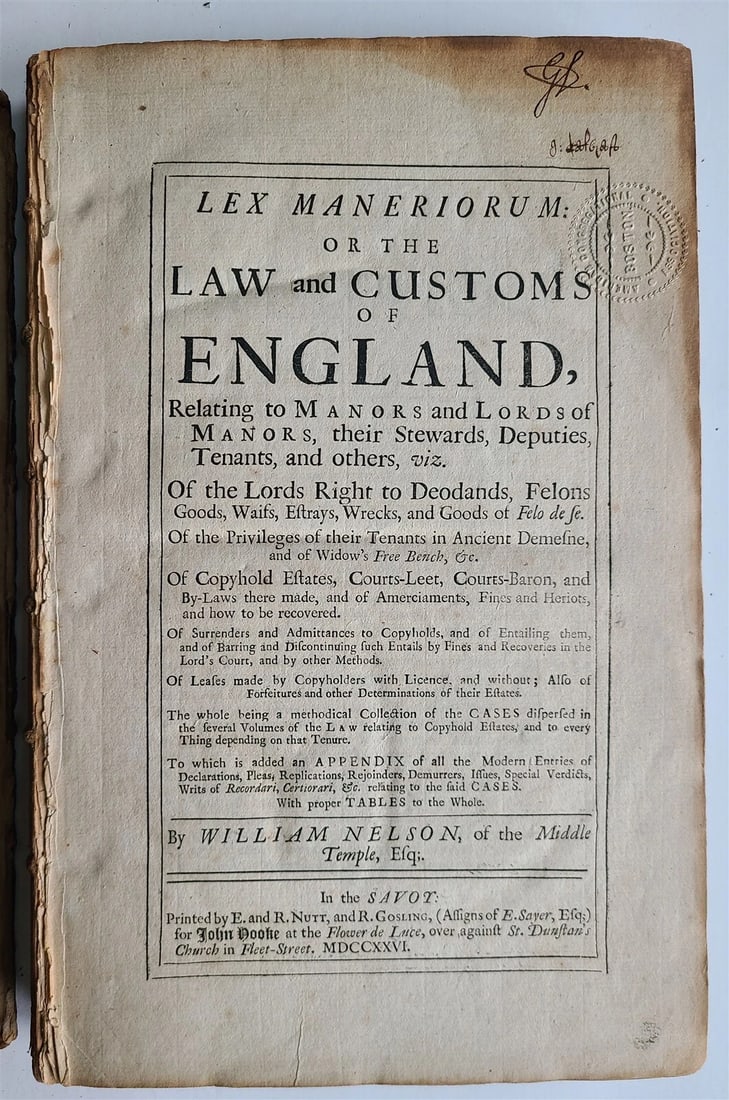 LEX MANERIORUM:
OR THE
LAW and CUSTOMS
OF
ENGLAND,
Relating to MANORS and LORDS of
MANORS, their Stewards, Deputies,
Tenants, and others, viz.
Of the Lords Right to Deodands, Felons
Goods, Waifs, Eſtrays, Wrecks, and Goods of Felo de ſe.
Of the Privileges of their Tenants in Ancient Demeſne,
and of Widow's Free Bench, &c.
Of Copyhold Eſtates, Courts-Leet, Courts-Baron, and
By-Laws there made, and of Amerciaments, Fines and Heriots,
and how to be recovered.
Of Surrenders and Admittances to Copyholds, and of Entailing them,
and of Barring and Diſcontinuing ſuch Entails by Fines and Recoveries in the
Lord's Court, and by other Methods.
Of Leaſes made by Copyholders with Licence, and without; Alſo of
Forfeitures and other Determinations of their Eſtates.
The whole being a methodical Collection of the CASES diſperſed in
the ſeveral Volumes of the LAW relating to Copyhold Eſtates, and to every
Thing depending on that Tenure.
To which is added an APPENDIX of all the Modern Entries of
Declarations, Pleas, Replications, Rejoinders, Demurrers, Iſſues, Special Verdicts,
Writs of Recordari, Certiorari, &c. relating to the ſaid CASES.
With proper TABLES to the Whole.
By WILLIAM NELSON, of the Middle
Temple, Eſq;.
In the SAVOY:
Printed by E. and R. NUTT, and R. GOSLING, (Aſſigns of E. Sayer, Eſq;)
for John Hooke at the Flower de Luce, over againſt St. Dunſtan's
Church in Fleet-Street. MDCCXXVI.
BOSTON